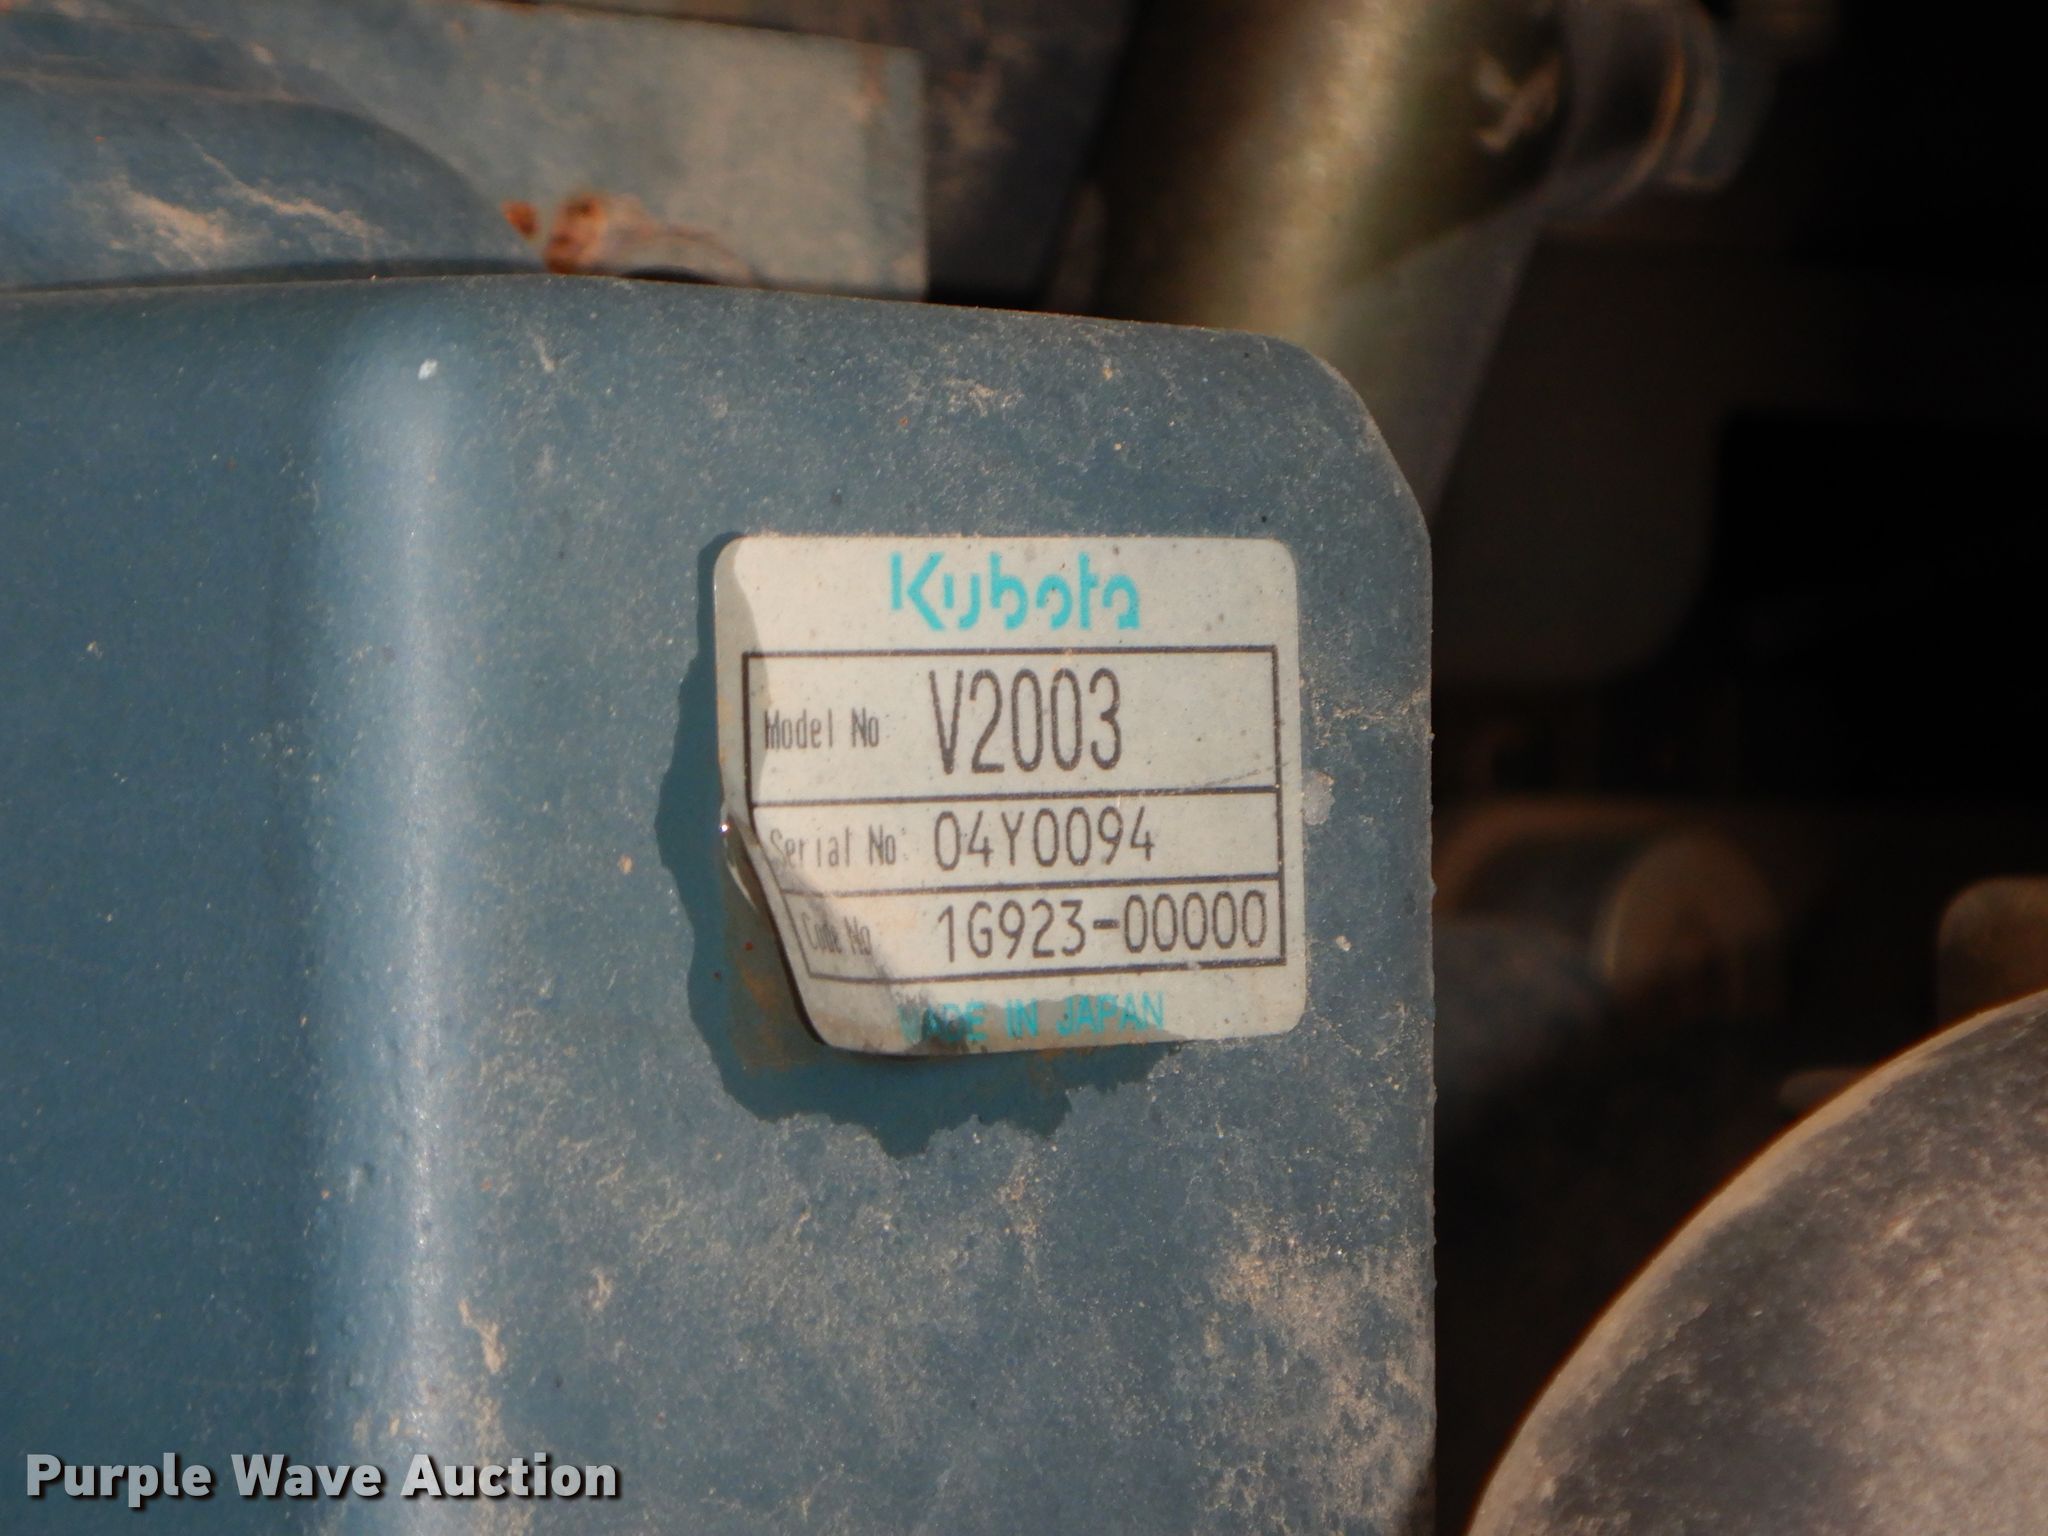 Kubota
Model No V2003
Serial No. 04Y0094
Code No. 1G923-00000
MADE IN JAPAN
Purple Wave Auction